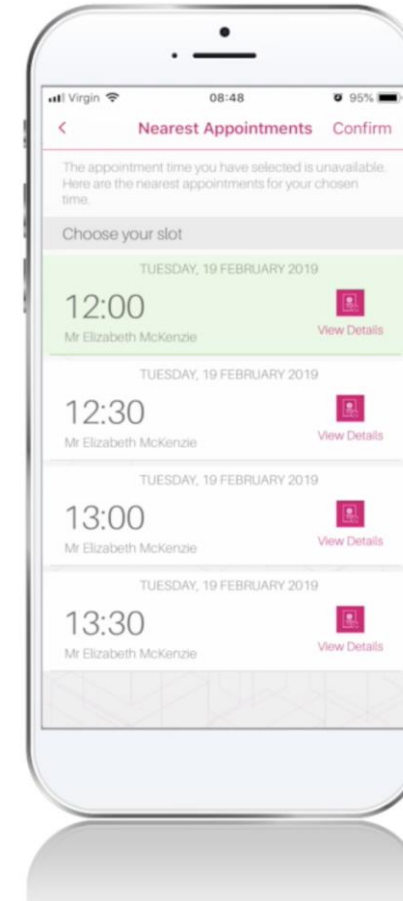 Virgin 08:48 95%
< Nearest Appointments Confirm
The appointment time you have selected is unavailable.
Here are the nearest appointments for your chosen
time.
Choose your slot
TUESDAY, 19 FEBRUARY 2019
12:00
Mr Elizabeth McKenzie
View Details
TUESDAY, 19 FEBRUARY 2019
12:30
Mr Elizabeth McKenzie
View Details
TUESDAY, 19 FEBRUARY 2019
13:00
Mr Elizabeth McKenzie
View Details
TUESDAY, 19 FEBRUARY 2019
13:30
Mr Elizabeth McKenzie
View Details